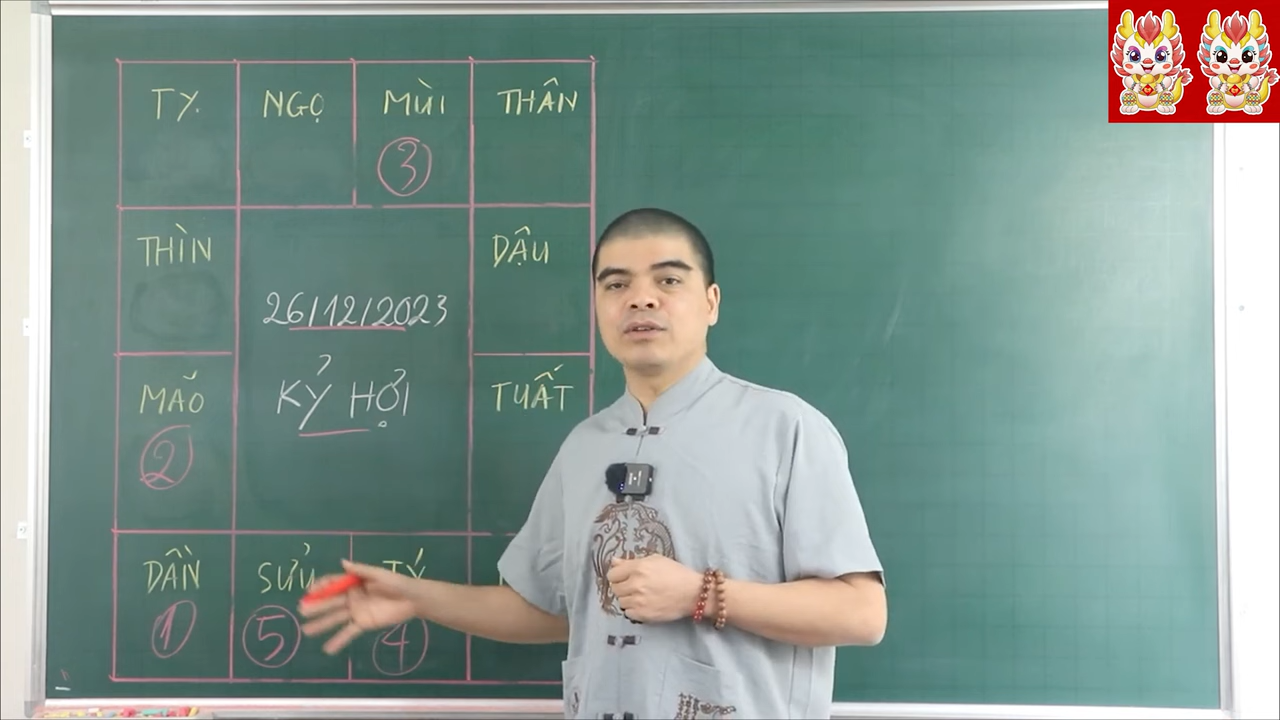 TỴ NGỌ MÙI THÂN
③
THÌN DẬU
26/12/2023
KỶ HỢI
MÃO TUẤT
②
DẦN SỬU TÝ
① ⑤ ④